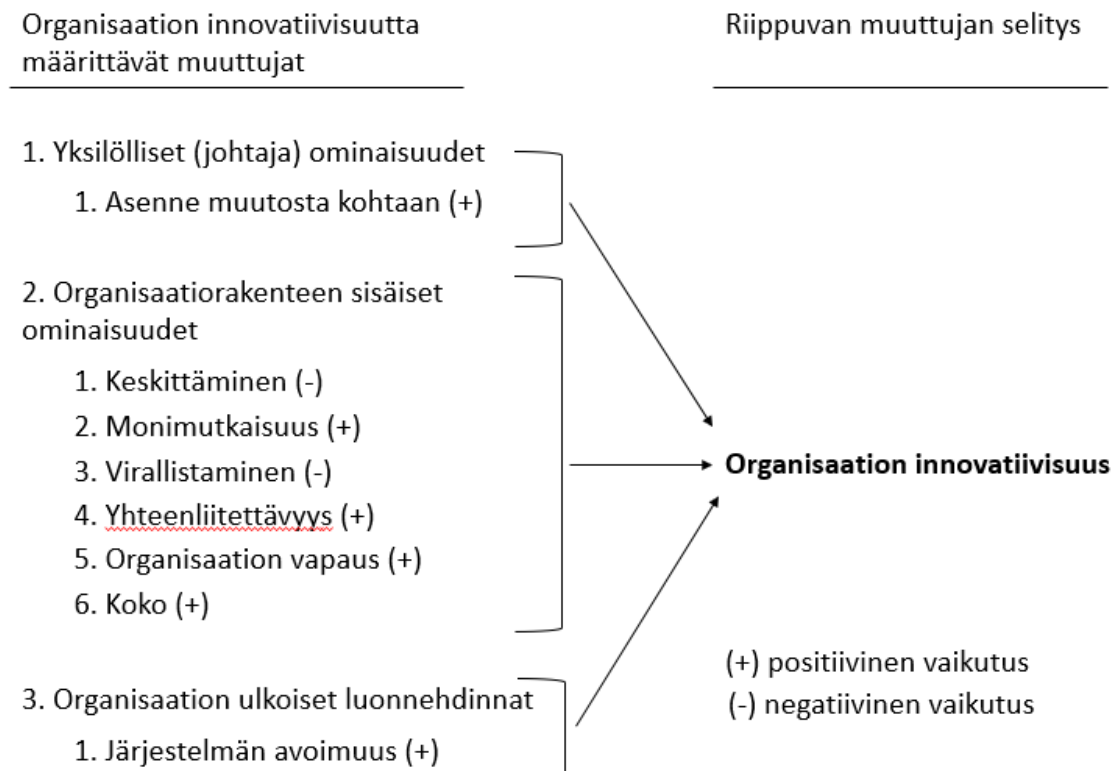 Organisaation innovatiivisuutta
määrittävät muuttujat
Riippuvan muuttujan selitys
1. Yksilölliset (johtaja) ominaisuudet
1. Asenne muutosta kohtaan (+)
2. Organisaatiorakenteen sisäiset
ominaisuudet
1. Keskittäminen (-)
2. Monimutkaisuus (+)
3. Virallistaminen (-)
4. Yhteenliitettävyys (+)
5. Organisaation vapaus (+)
6. Koko (+)
Organisaation innovatiivisuus
3. Organisaation ulkoiset luonnehdinnat
1. Järjestelmän avoimuus (+)
(+) positiivinen vaikutus
(-) negatiivinen vaikutus